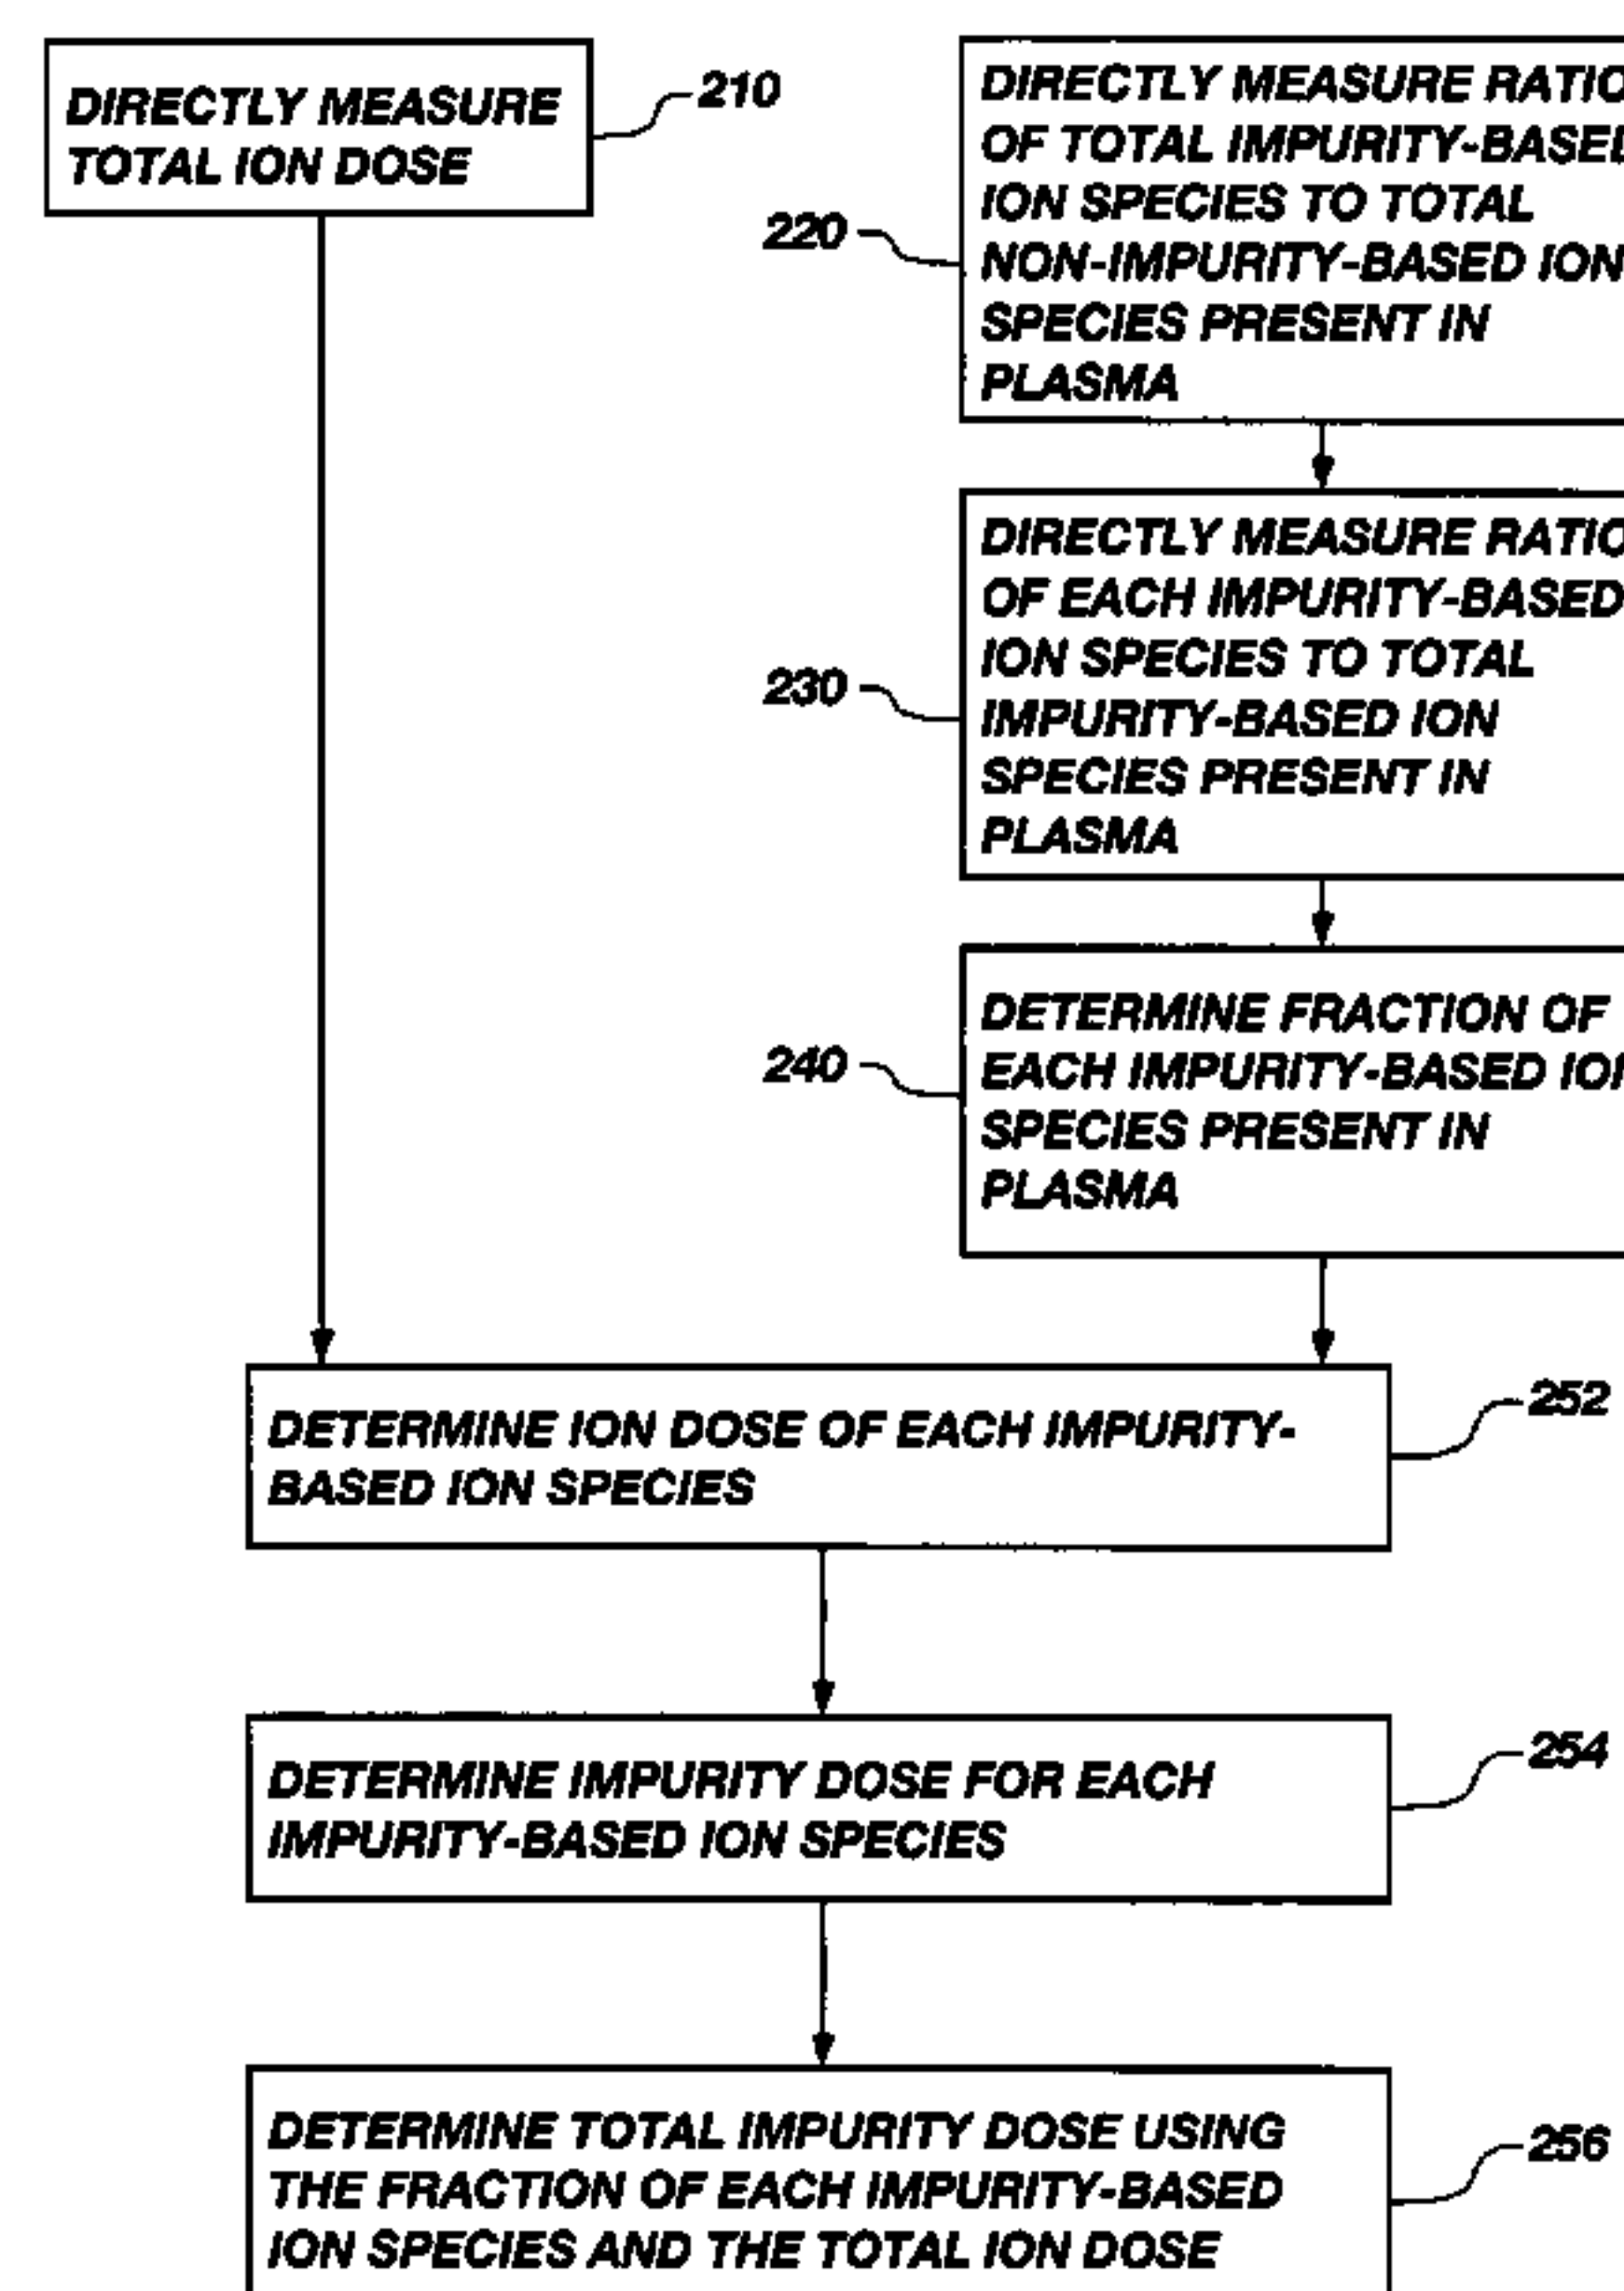 DIRECTLY MEASURE
TOTAL ION DOSE
210
DIRECTLY MEASURE RATIO
OF TOTAL IMPURITY-BASED
ION SPECIES TO TOTAL
NON-IMPURITY-BASED ION
SPECIES PRESENT IN
PLASMA
220
DIRECTLY MEASURE RATIO
OF EACH IMPURITY-BASED
ION SPECIES TO TOTAL
IMPURITY-BASED ION
SPECIES PRESENT IN
PLASMA
230
DETERMINE FRACTION OF
EACH IMPURITY-BASED ION
SPECIES PRESENT IN
PLASMA
240
DETERMINE ION DOSE OF EACH IMPURITY-
BASED ION SPECIES
252
DETERMINE IMPURITY DOSE FOR EACH
IMPURITY-BASED ION SPECIES
254
DETERMINE TOTAL IMPURITY DOSE USING
THE FRACTION OF EACH IMPURITY-BASED
ION SPECIES AND THE TOTAL ION DOSE
256